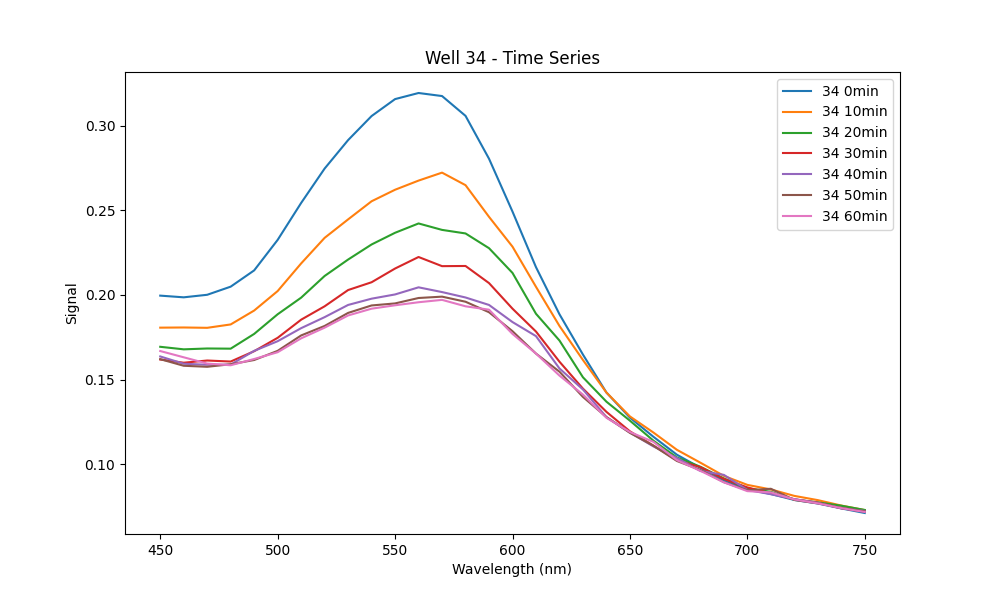 Well 34 - Time Series
34 0min
34 10min
34 20min
34 30min
34 40min
34 50min
34 60min
0.30
0.25
0.20
0.15
0.10
Signal
450 500 550 600 650 700 750
Wavelength (nm)